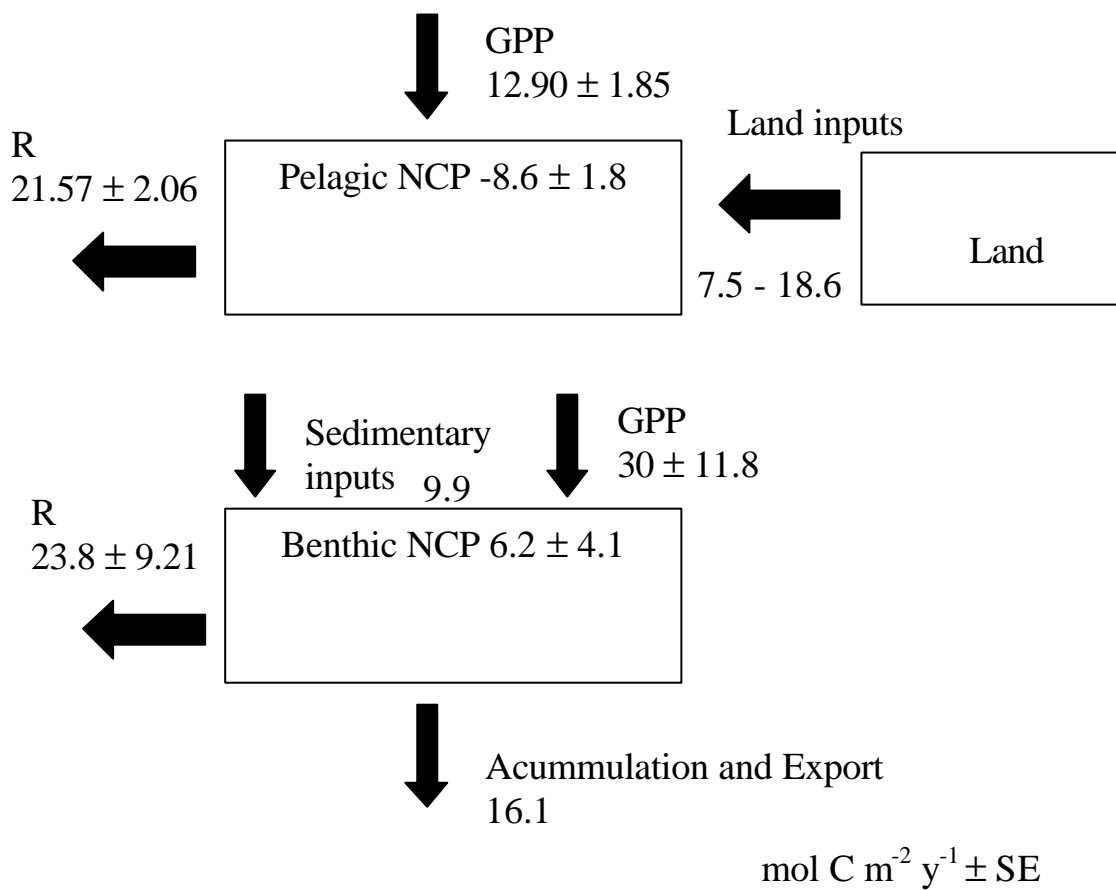 GPP
12.90 ± 1.85
Land inputs
R
21.57 ± 2.06
Pelagic NCP -8.6 ± 1.8
Land
7.5 - 18.6
Sedimentary
inputs 9.9
GPP
30 ± 11.8
R
23.8 ± 9.21
Benthic NCP 6.2 ± 4.1
Acummulation and Export
16.1
mol C m⁻² y⁻¹ ± SE